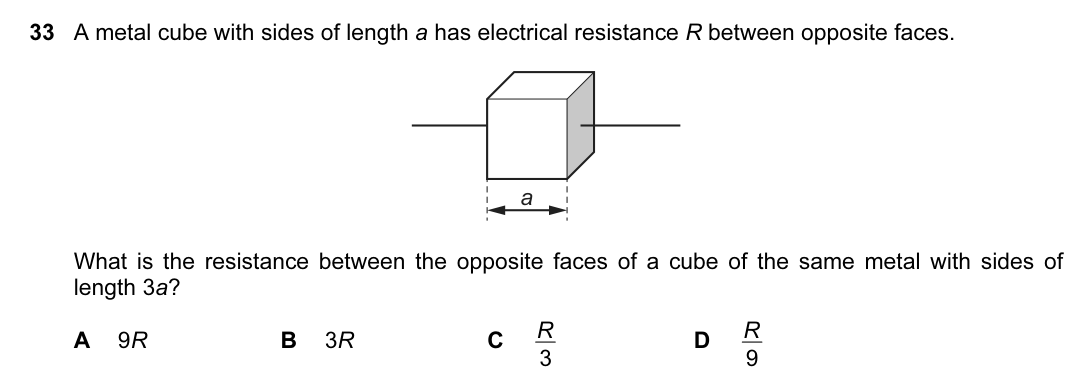 33 A metal cube with sides of length a has electrical resistance R between opposite faces.
a
What is the resistance between the opposite faces of a cube of the same metal with sides of
length 3a?
A 9R B 3R C R/3 D R/9